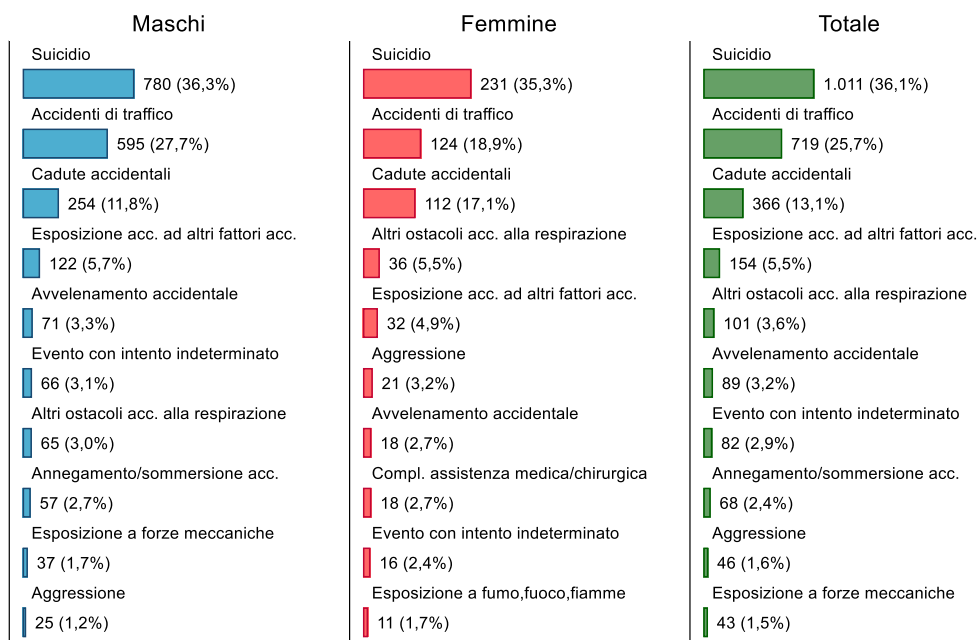 Maschi
Suicidio
780 (36,3%)
Accidenti di traffico
595 (27,7%)
Cadute accidentali
254 (11,8%)
Esposizione acc. ad altri fattori acc.
122 (5,7%)
Avvelenamento accidentale
71 (3,3%)
Evento con intento indeterminato
66 (3,1%)
Altri ostacoli acc. alla respirazione
65 (3,0%)
Annegamento/sommersione acc.
57 (2,7%)
Esposizione a forze meccaniche
37 (1,7%)
Aggressione
25 (1,2%)
Femmine
Suicidio
231 (35,3%)
Accidenti di traffico
124 (18,9%)
Cadute accidentali
112 (17,1%)
Altri ostacoli acc. alla respirazione
36 (5,5%)
Esposizione acc. ad altri fattori acc.
32 (4,9%)
Aggressione
21 (3,2%)
Avvelenamento accidentale
18 (2,7%)
Compl. assistenza medica/chirurgica
18 (2,7%)
Evento con intento indeterminato
16 (2,4%)
Esposizione a fumo,fuoco,fiamme
11 (1,7%)
Totale
Suicidio
1.011 (36,1%)
Accidenti di traffico
719 (25,7%)
Cadute accidentali
366 (13,1%)
Esposizione acc. ad altri fattori acc.
154 (5,5%)
Altri ostacoli acc. alla respirazione
101 (3,6%)
Avvelenamento accidentale
89 (3,2%)
Evento con intento indeterminato
82 (2,9%)
Annegamento/sommersione acc.
68 (2,4%)
Aggressione
46 (1,6%)
Esposizione a forze meccaniche
43 (1,5%)